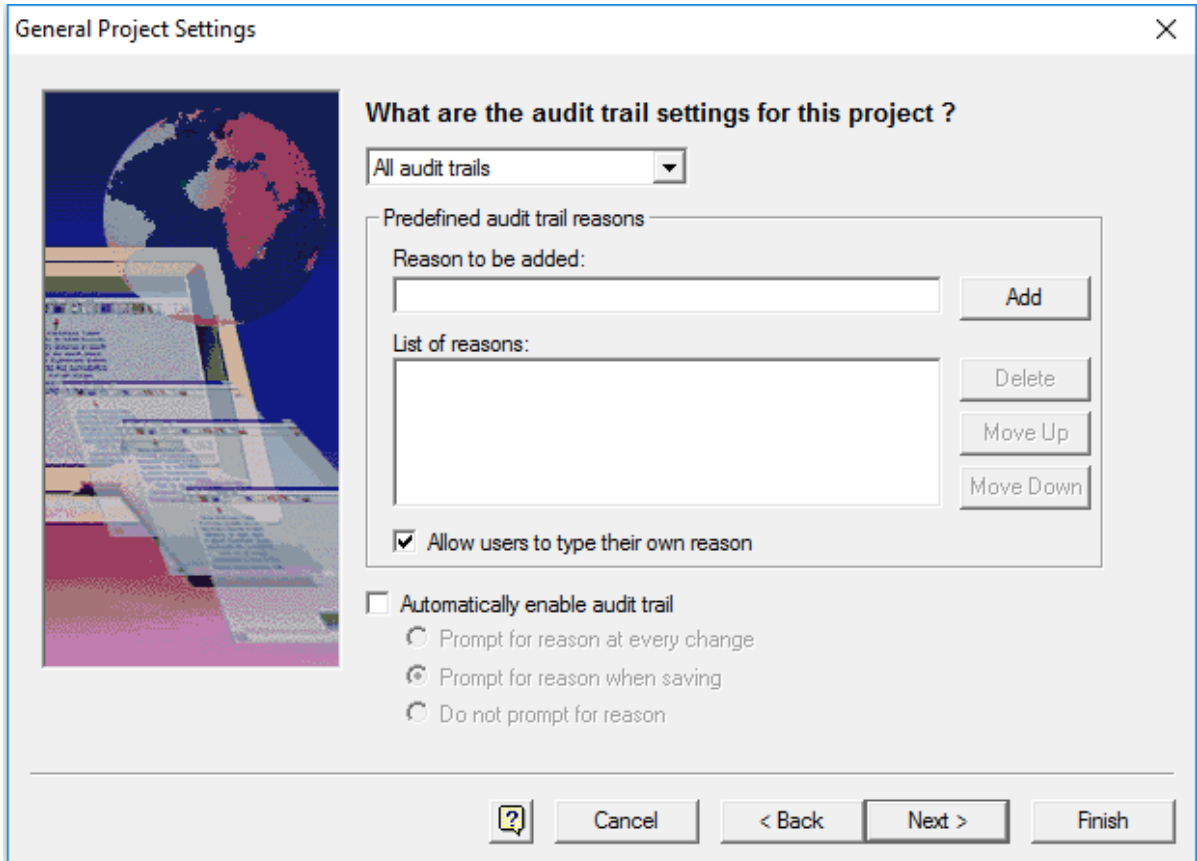 General Project Settings
What are the audit trail settings for this project ?
All audit trails
Predefined audit trail reasons
Reason to be added:
Add
List of reasons:
Delete
Move Up
Move Down
Allow users to type their own reason
Automatically enable audit trail
Prompt for reason at every change
Prompt for reason when saving
Do not prompt for reason
?
Cancel
< Back
Next >
Finish